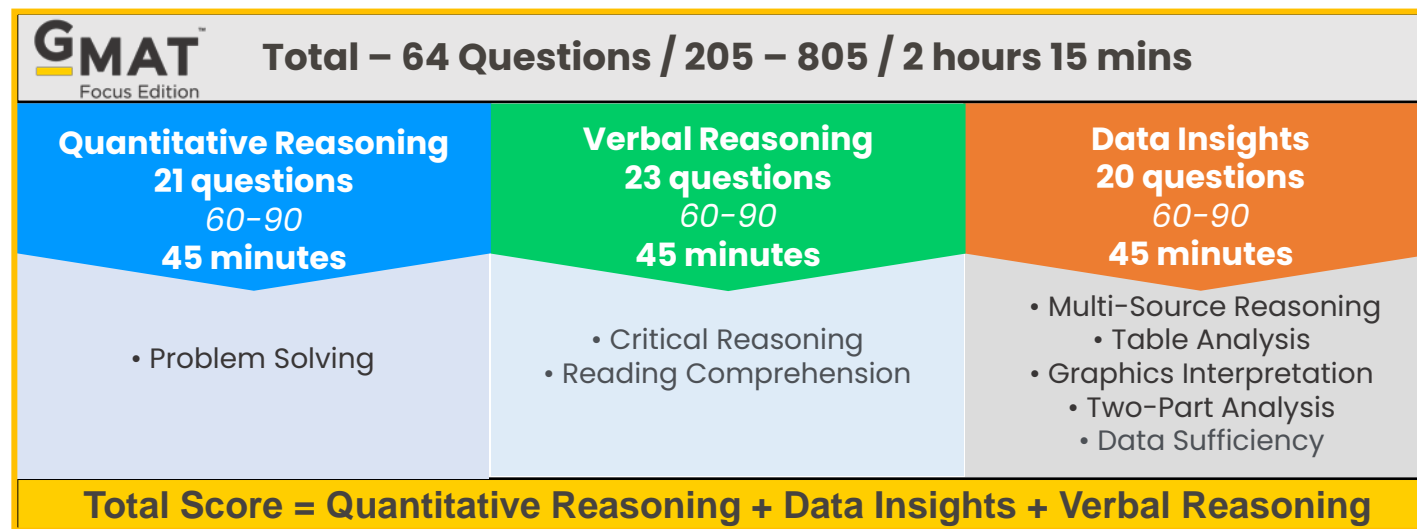 GMAT™
Focus Edition
Total – 64 Questions / 205 – 805 / 2 hours 15 mins
Quantitative Reasoning
21 questions
60-90
45 minutes
• Problem Solving
Verbal Reasoning
23 questions
60-90
45 minutes
• Critical Reasoning
• Reading Comprehension
Data Insights
20 questions
60-90
45 minutes
• Multi-Source Reasoning
• Table Analysis
• Graphics Interpretation
• Two-Part Analysis
• Data Sufficiency
Total Score = Quantitative Reasoning + Data Insights + Verbal Reasoning